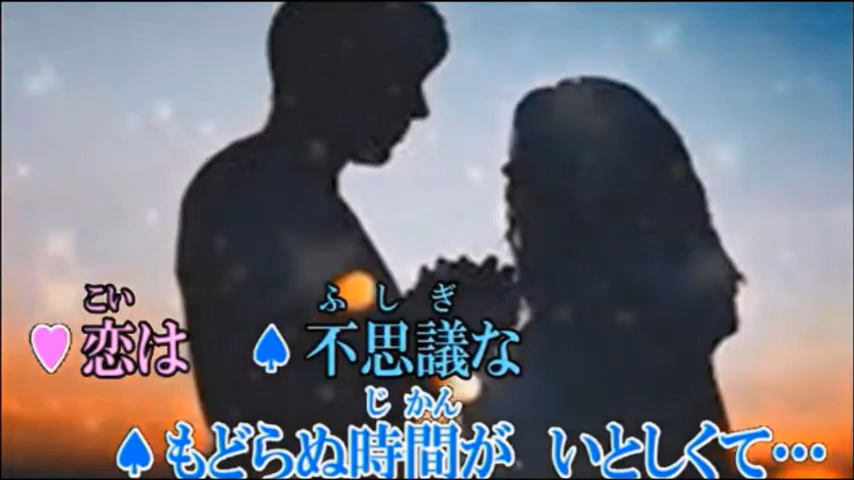 こい ふしぎ
♥恋は ♠不思議な
じかん
♠もどらぬ時間が いとしくて…